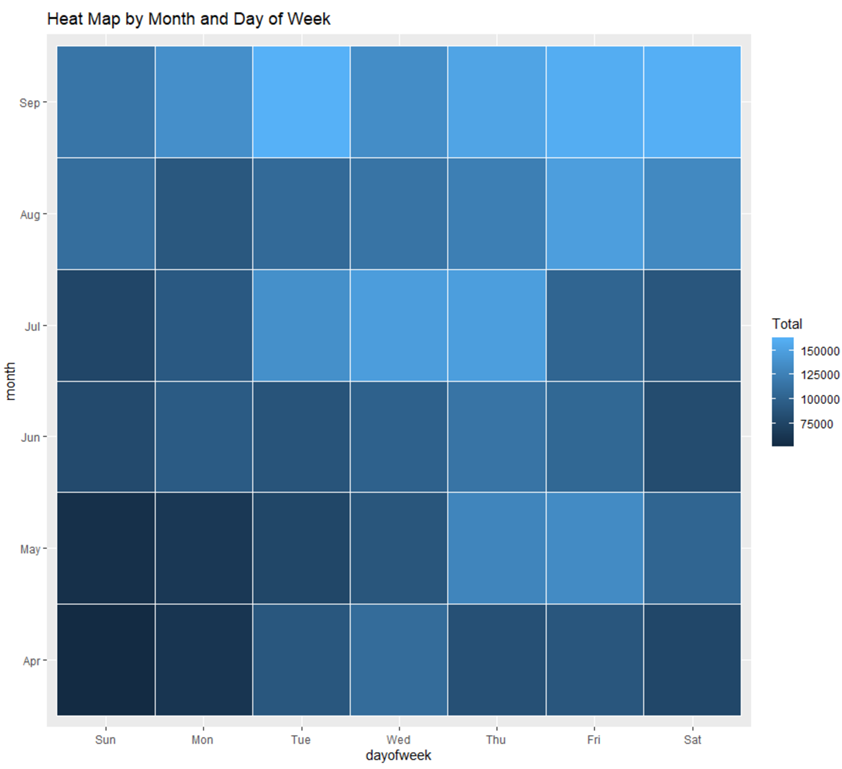 Heat Map by Month and Day of Week
Sep
Aug
Jul
Jun
May
Apr
month
Sun Mon Tue Wed Thu Fri Sat
dayofweek
Total
150000
125000
100000
75000